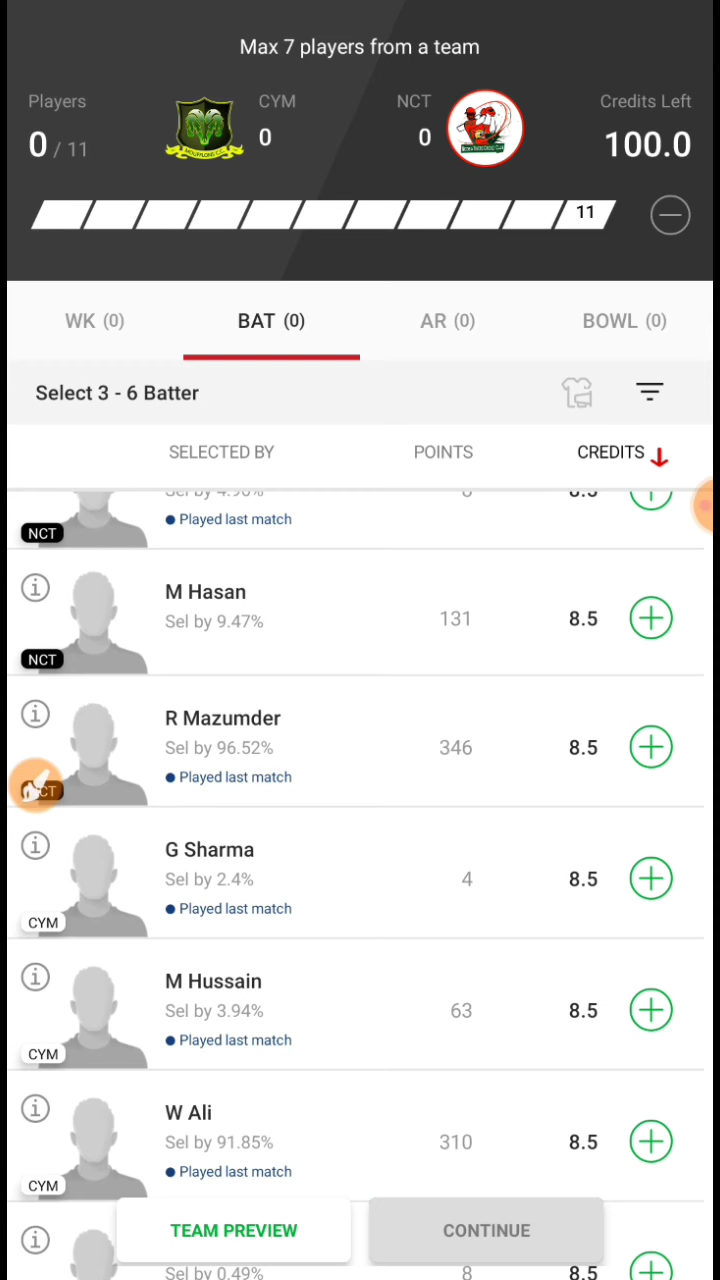 Max 7 players from a team
Players CYM NCT Credits Left
0 / 11 0 0 100.0
MOUFFLONS C.C.
11
WK (0) BAT (0) AR (0) BOWL (0)
Select 3 - 6 Batter
SELECTED BY POINTS CREDITS
8.5
Played last match
NCT
M Hasan
Sel by 9.47% 131 8.5
NCT
R Mazumder
Sel by 96.52% 346 8.5
Played last match
G Sharma
Sel by 2.4% 4 8.5
Played last match
CYM
M Hussain
Sel by 3.94% 63 8.5
Played last match
CYM
W Ali
Sel by 91.85% 310 8.5
Played last match
CYM
TEAM PREVIEW CONTINUE
Sel by 0.49% 8 8.5